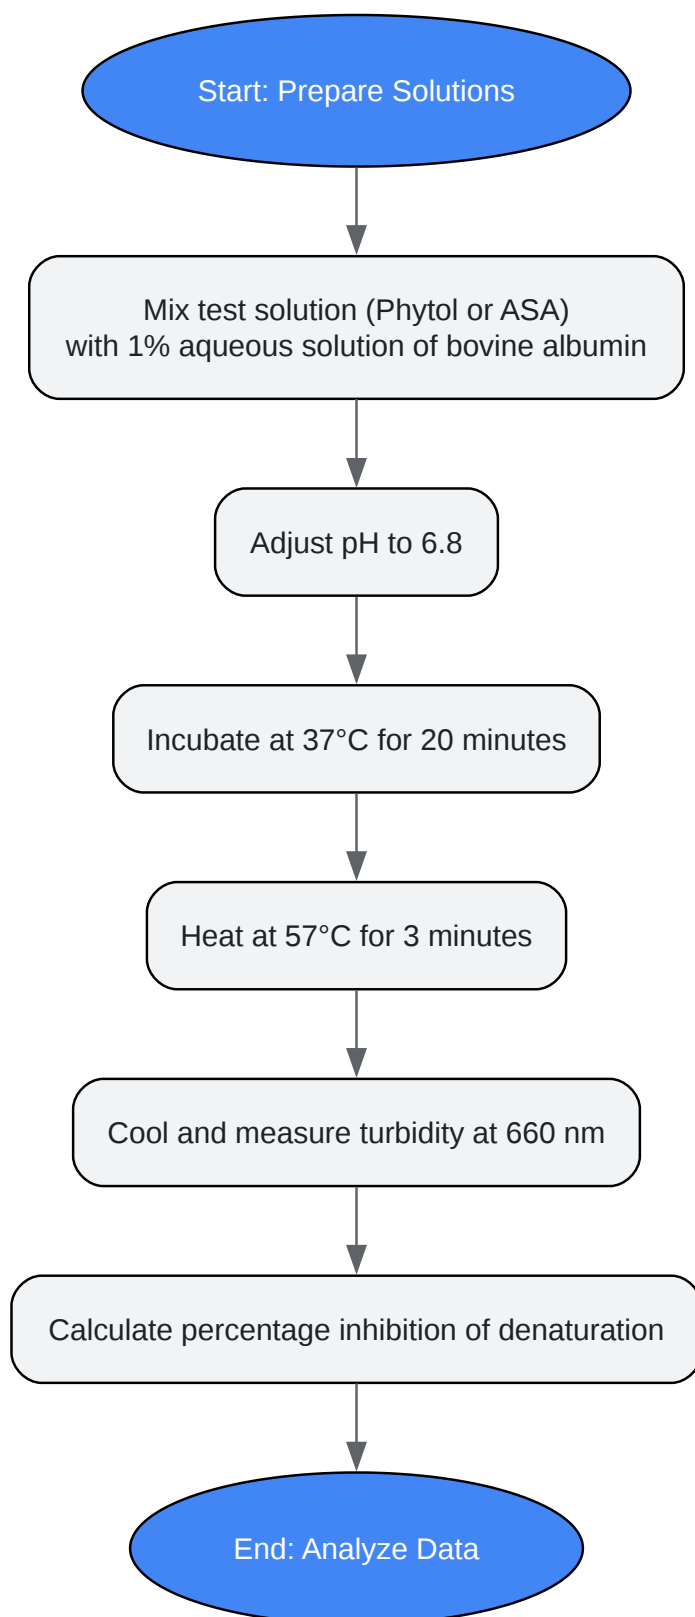 Start: Prepare Solutions
Mix test solution (Phytol or ASA)
with 1% aqueous solution of bovine albumin
Adjust pH to 6.8
Incubate at 37°C for 20 minutes
Heat at 57°C for 3 minutes
Cool and measure turbidity at 660 nm
Calculate percentage inhibition of denaturation
End: Analyze Data